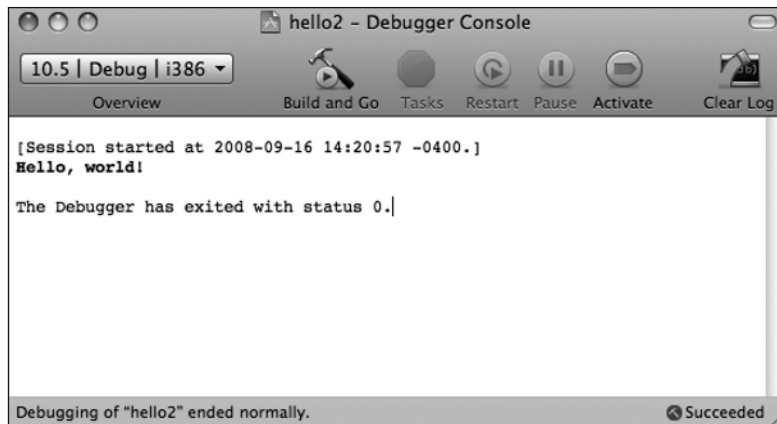 hello2 – Debugger Console
10.5 | Debug | i386
Overview
Build and Go
Tasks
Restart
Pause
Activate
Clear Log
[Session started at 2008-09-16 14:20:57 -0400.]
Hello, world!
The Debugger has exited with status 0.
Debugging of “hello2” ended normally.
Succeeded